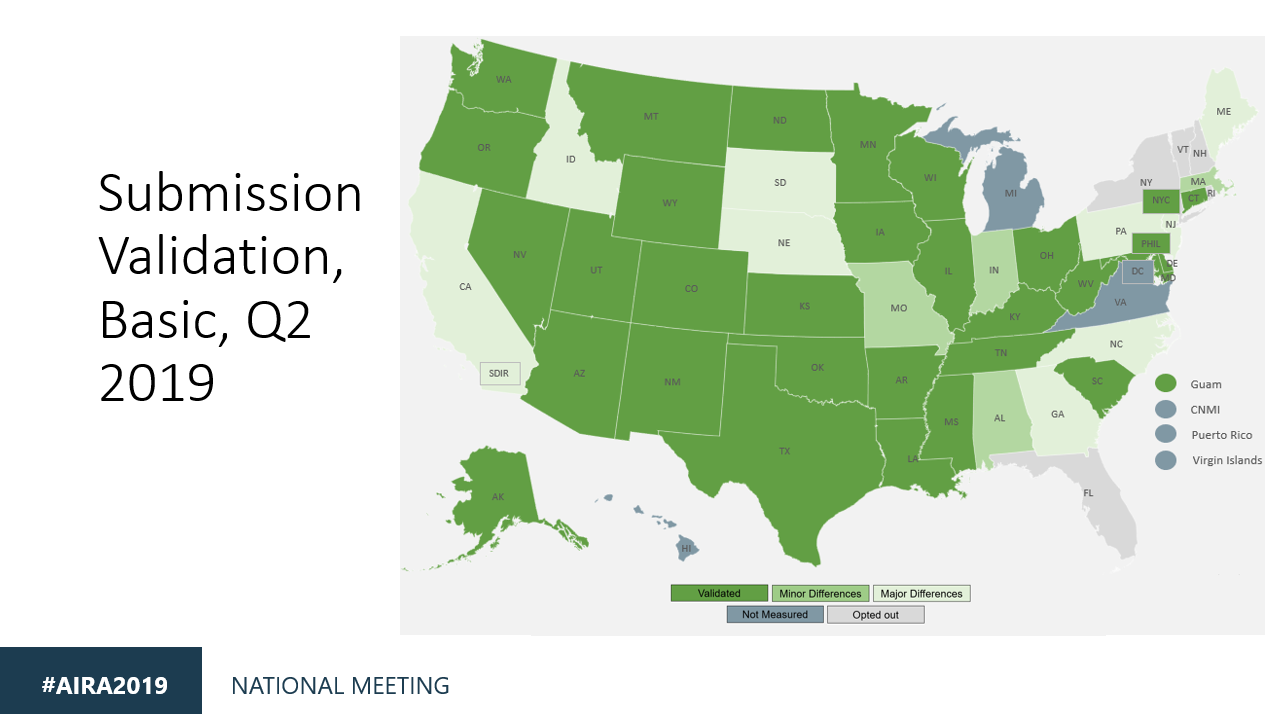 Submission
Validation,
Basic, Q2
2019
WA
MT
ND
MN
ME
OR
ID
SD
WI
MI
VT
NH
NY
MA
RI
WY
NYC
CT
IA
NE
PA
NJ
PHIL
NV
UT
CO
IL
IN
OH
DE
DC
MD
CA
KS
MO
WV
VA
KY
NC
SDIR
AZ
NM
OK
AR
TN
SC
MS
AL
GA
TX
LA
FL
AK
HI
Guam
CNMI
Puerto Rico
Virgin Islands
Validated
Minor Differences
Major Differences
Not Measured
Opted out
#AIRA2019
NATIONAL MEETING